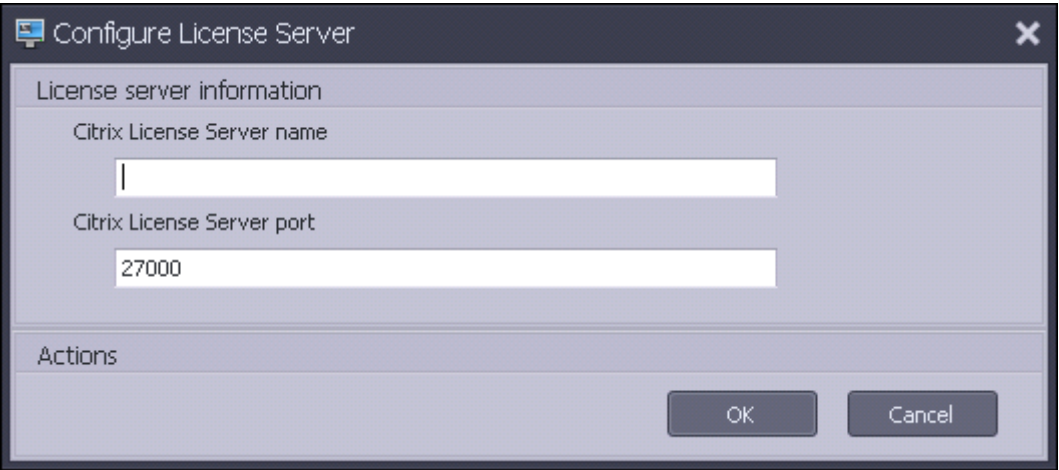 Configure License Server
License server information
Citrix License Server name
Citrix License Server port
27000
Actions
OK Cancel